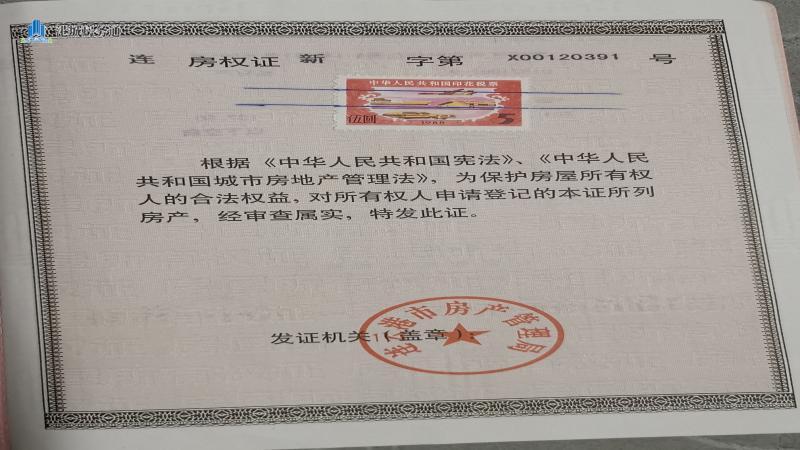 连 房权证 新 字第 X00120391 号
中华人民共和国印花税票
伍圆 1988 5
根据《中华人民共和国宪法》、《中华人民
共和国城市房地产管理法》，为保护房屋所有权
人的合法权益，对所有权人申请登记的本证所列
房产，经审查属实，特发此证。
发证机关（盖章）：
连云港市房产管理局